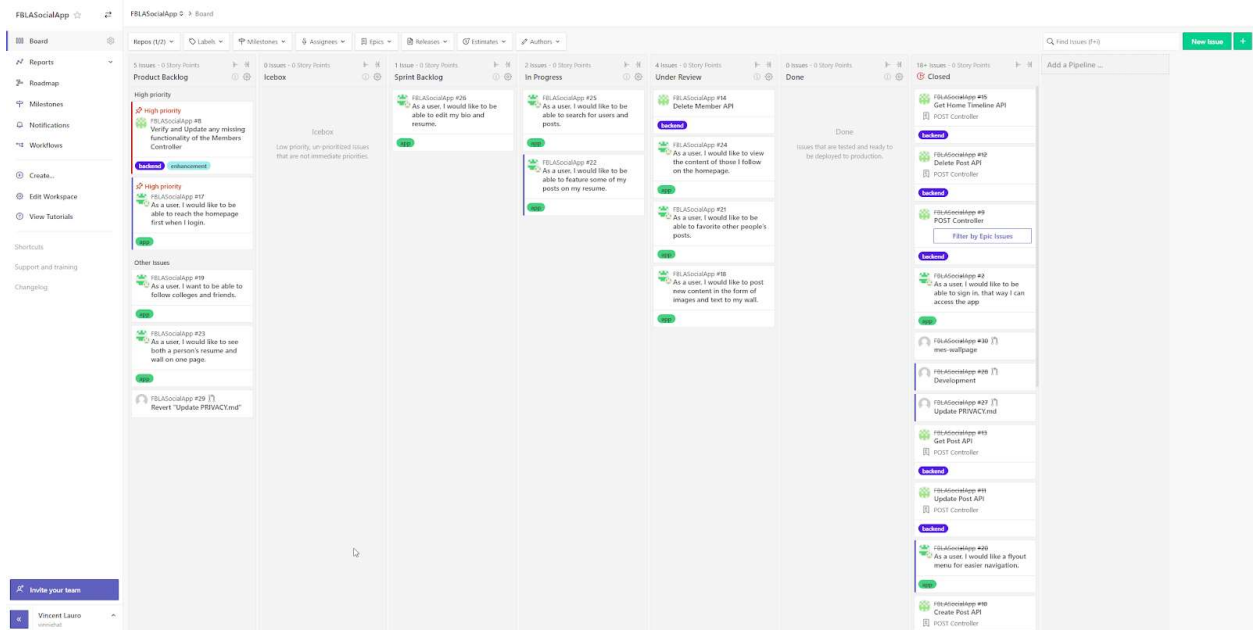 FBLASocialApp
FBLASocialApp > Board
Board
Reports
Roadmap
Milestones
Notifications
Workflows
Create...
Edit Workspace
View Tutorials
Shortcuts
Support and training
Changelog
Invite your team
Vincent Lauro
Repos (1/2)
Labels
Milestones
Assignees
Epics
Releases
Estimates
Authors
Find Issues (F+I)
New Issue
5 Issues - 0 Story Points
Product Backlog
High priority
High priority
FBLASocialApp #8
Verify and Update any missing
functionality of the Members
Controller
backend enhancement
High priority
FBLASocialApp #17
As a user, I would like to be
able to reach the homepage
first when I login.
app
Other Issues
FBLASocialApp #19
As a user, I want to be able to
follow colleges and friends.
app
FBLASocialApp #23
As a user, I would like to see
both a person's resume and
wall on one page.
app
FBLASocialApp #29
Revert "Update PRIVACY.md"
0 Issues - 0 Story Points
Icebox
Icebox
Low priority, un-prioritized issues
that are not immediate priorities.
1 Issue - 0 Story Points
Sprint Backlog
FBLASocialApp #26
As a user, I would like to be
able to edit my bio and
resume.
app
2 Issues - 0 Story Points
In Progress
FBLASocialApp #25
As a user, I would like to be
able to search for users and
posts.
app
FBLASocialApp #22
As a user, I would like to be
able to feature some of my
posts on my resume.
app
4 Issues - 0 Story Points
Under Review
FBLASocialApp #14
Delete Member API
backend
FBLASocialApp #24
As a user, I would like to view
the content of those I follow
on the homepage.
app
FBLASocialApp #21
As a user, I would like to be
able to favorite other people's
posts.
app
FBLASocialApp #18
As a user, I would like to post
new content in the form of
images and text to my wall.
app
0 Issues - 0 Story Points
Done
Done
Issues that are tested and ready to
be deployed to production.
18+ Issues - 0 Story Points
Closed
FBLASocialApp #15
Get Home Timeline API
POST Controller
backend
FBLASocialApp #12
Delete Post API
POST Controller
backend
FBLASocialApp #9
POST Controller
Filter by Epic Issues
backend
FBLASocialApp #2
As a user, I would like to be
able to sign in, that way I can
access the app
app
FBLASocialApp #30
mws-wallpage
FBLASocialApp #28
Development
FBLASocialApp #27
Update PRIVACY.md
FBLASocialApp #13
Get Post API
POST Controller
backend
FBLASocialApp #11
Update Post API
POST Controller
backend
FBLASocialApp #20
As a user, I would like a flyout
menu for easier navigation.
app
FBLASocialApp #10
Create Post API
POST Controller
Add a Pipeline ...